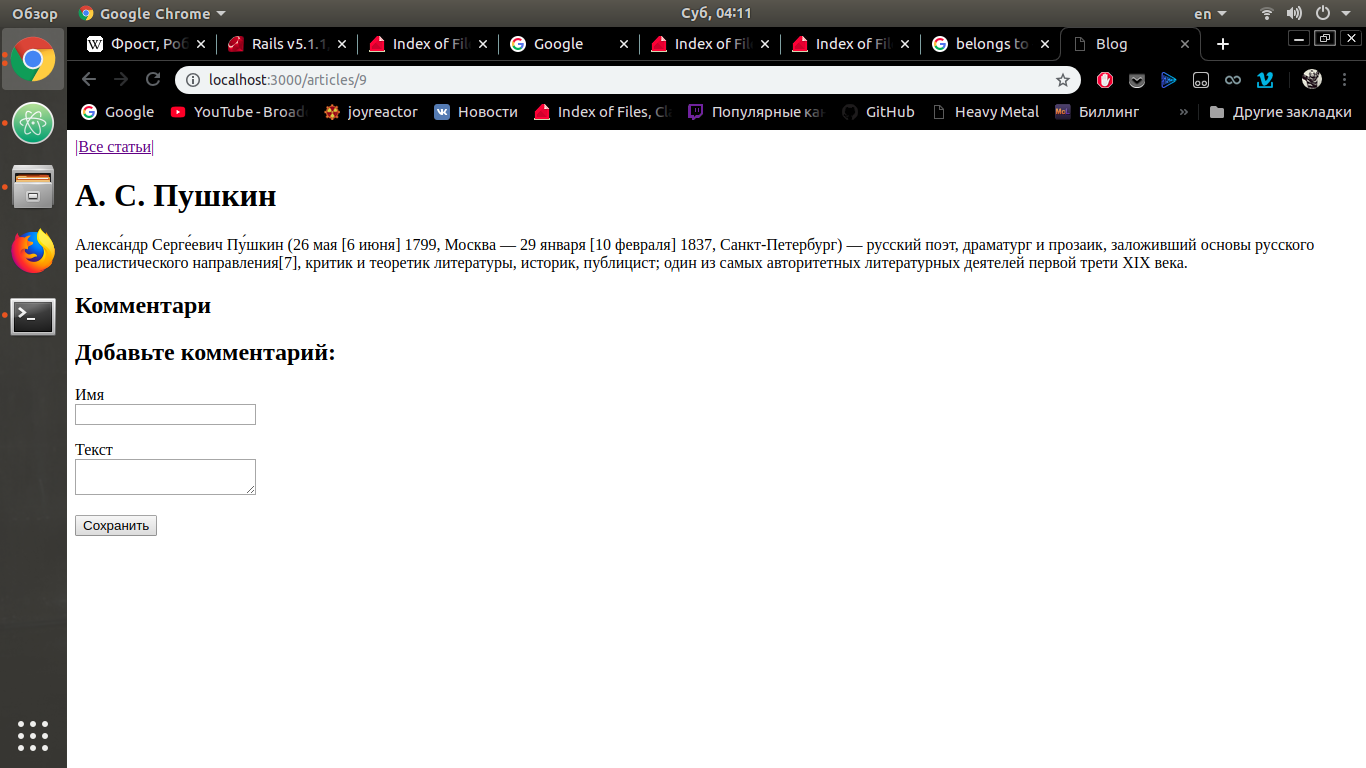 Обзор Google Chrome Суб, 04:11 en
Фрост, Роб Rails v5.1.1, Index of File Google Index of File Index of File belongs to Blog
localhost:3000/articles/9
Google YouTube - Broad joyreactor Новости Index of Files, Cla Популярные кан GitHub Heavy Metal Биллинг » Другие закладки
|Все статьи|
А. С. Пушкин
Алекса́ндр Серге́евич Пу́шкин (26 мая [6 июня] 1799, Москва — 29 января [10 февраля] 1837, Санкт-Петербург) — русский поэт, драматург и прозаик, заложивший основы русского
реалистического направления[7], критик и теоретик литературы, историк, публицист; один из самых авторитетных литературных деятелей первой трети XIX века.
Комментари
Добавьте комментарий:
Имя
Текст
Сохранить